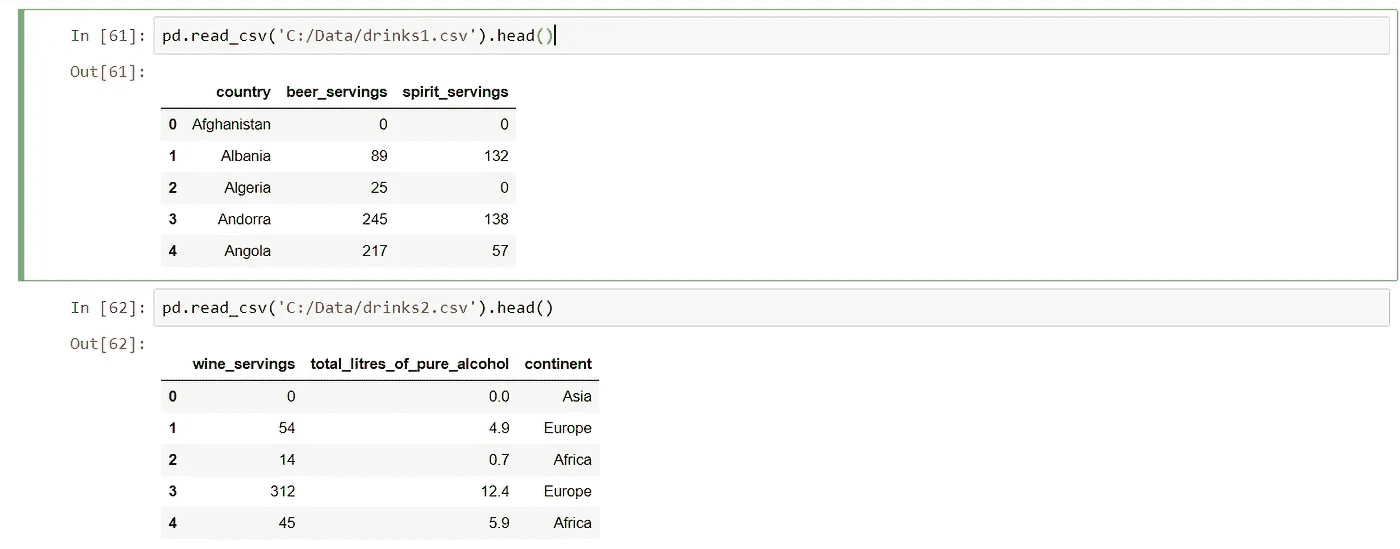 In [61]: pd.read_csv('C:/Data/drinks1.csv').head()
Out[61]:
country beer_servings spirit_servings
0 Afghanistan 0 0
1 Albania 89 132
2 Algeria 25 0
3 Andorra 245 138
4 Angola 217 57
In [62]: pd.read_csv('C:/Data/drinks2.csv').head()
Out[62]:
wine_servings total_litres_of_pure_alcohol continent
0 0 0.0 Asia
1 54 4.9 Europe
2 14 0.7 Africa
3 312 12.4 Europe
4 45 5.9 Africa